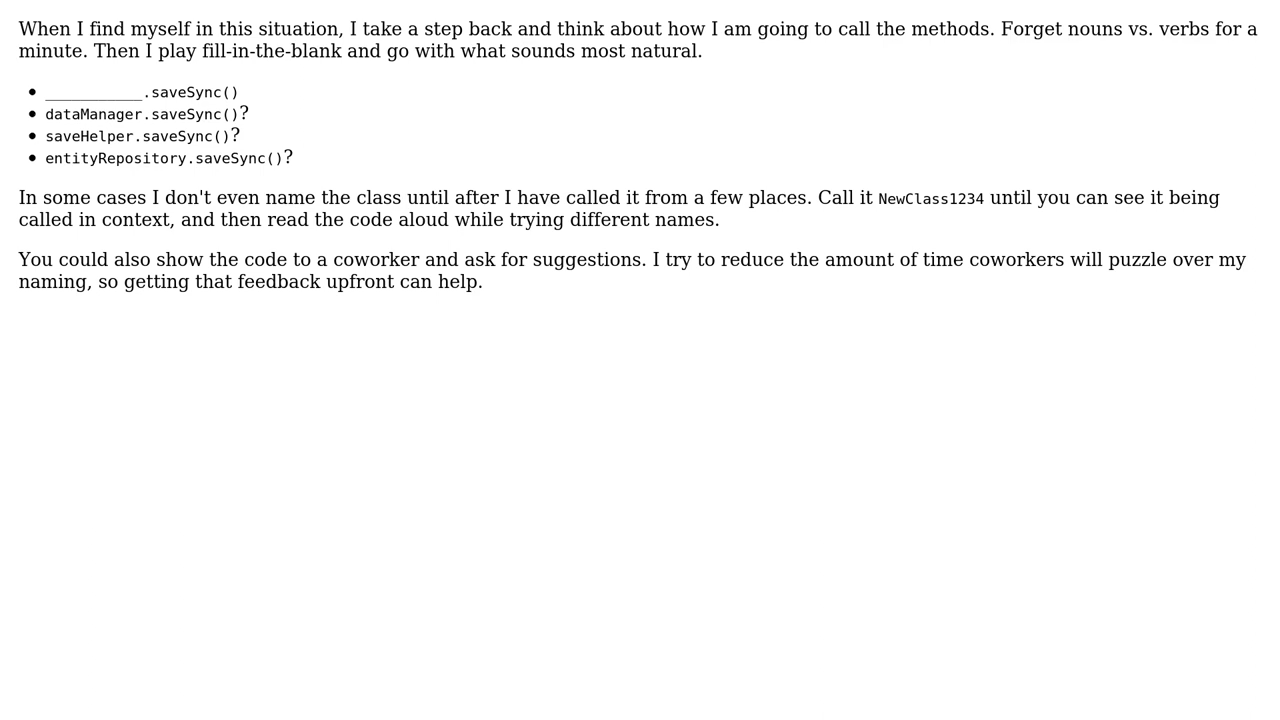 When I find myself in this situation, I take a step back and think about how I am going to call the methods. Forget nouns vs. verbs for a
minute. Then I play fill-in-the-blank and go with what sounds most natural.
• ___________.saveSync()
• dataManager.saveSync()?
• saveHelper.saveSync()?
• entityRepository.saveSync()?
In some cases I don't even name the class until after I have called it from a few places. Call it NewClass1234 until you can see it being
called in context, and then read the code aloud while trying different names.
You could also show the code to a coworker and ask for suggestions. I try to reduce the amount of time coworkers will puzzle over my
naming, so getting that feedback upfront can help.